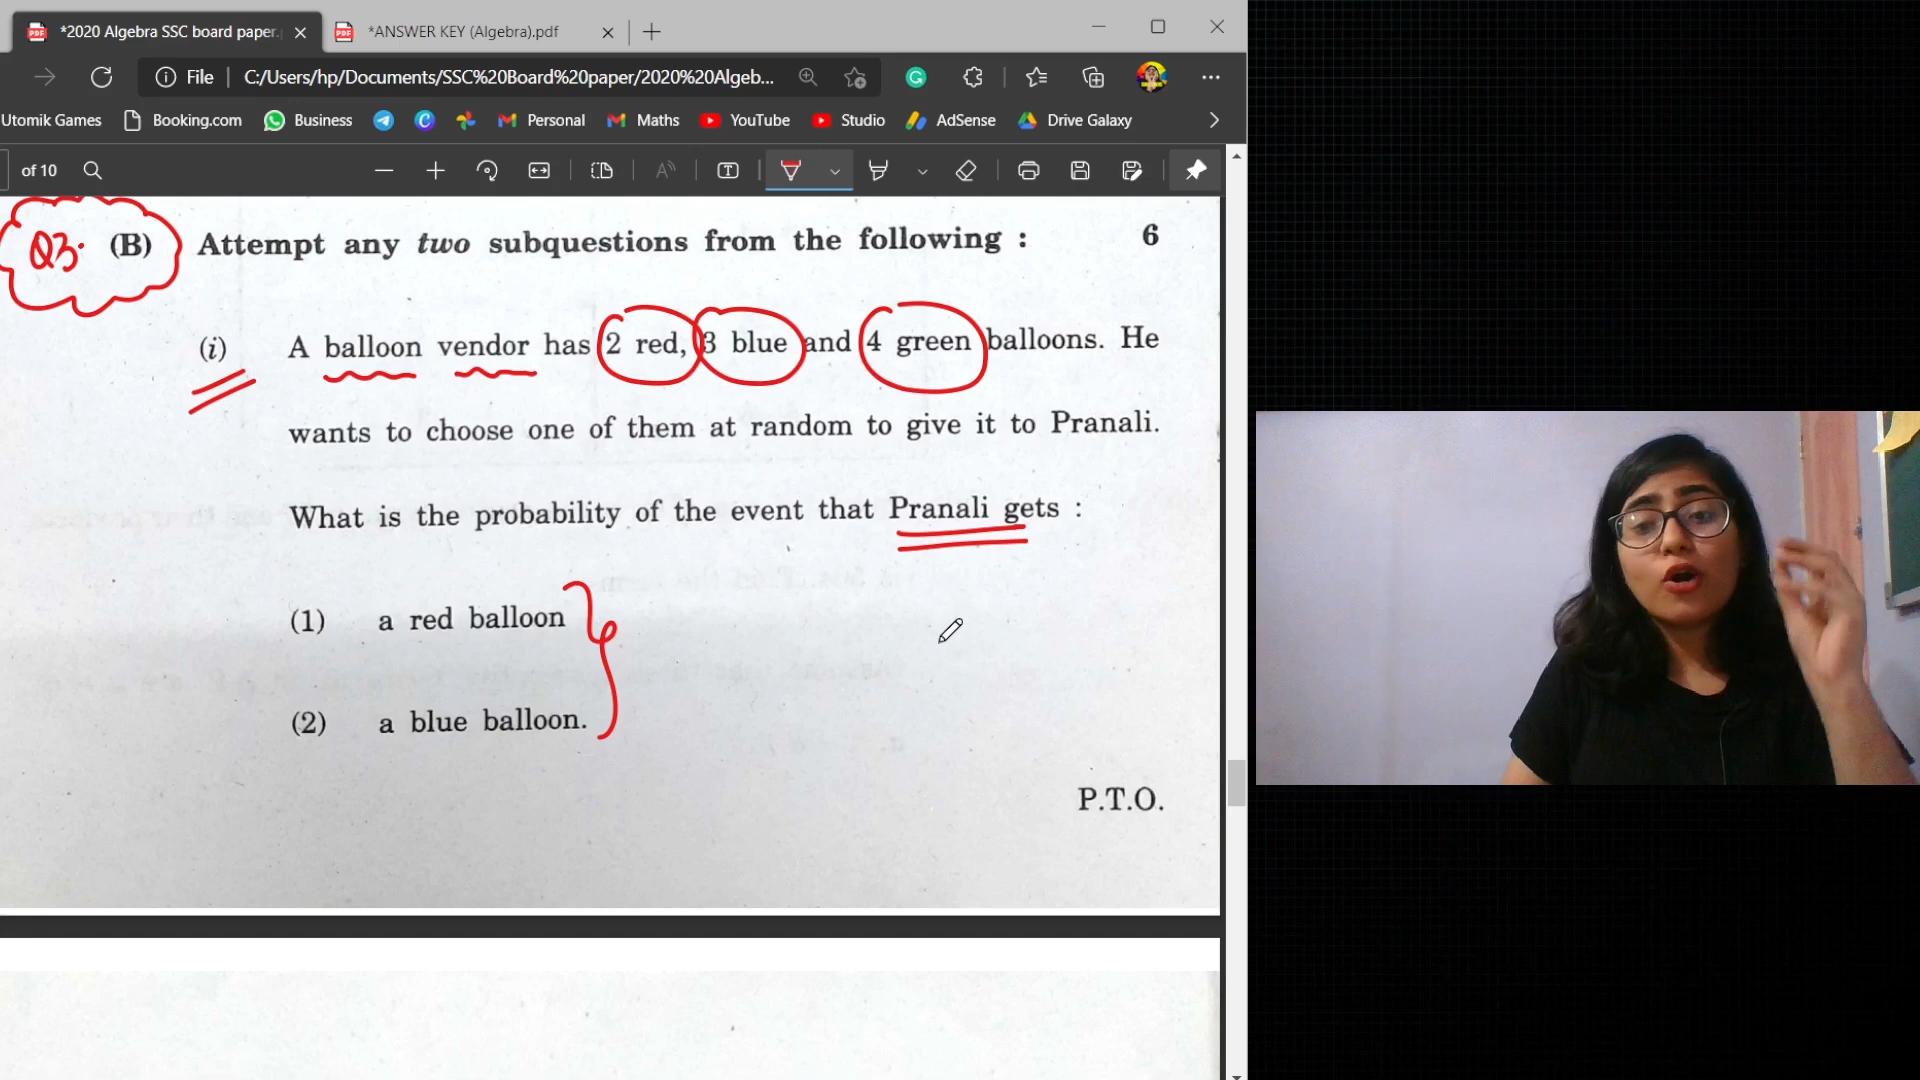 *2020 Algebra SSC board paper.
*ANSWER KEY (Algebra).pdf
File
C:/Users/hp/Documents/SSC%20Board%20paper/2020%20Algeb...
Utomik Games Booking.com Business Personal Maths YouTube Studio AdSense Drive Galaxy
of 10
Q3. (B) Attempt any two subquestions from the following : 6
(i) A balloon vendor has 2 red, 3 blue and 4 green balloons. He
wants to choose one of them at random to give it to Pranali.
What is the probability of the event that Pranali gets :
(1) a red balloon
(2) a blue balloon.
P.T.O.